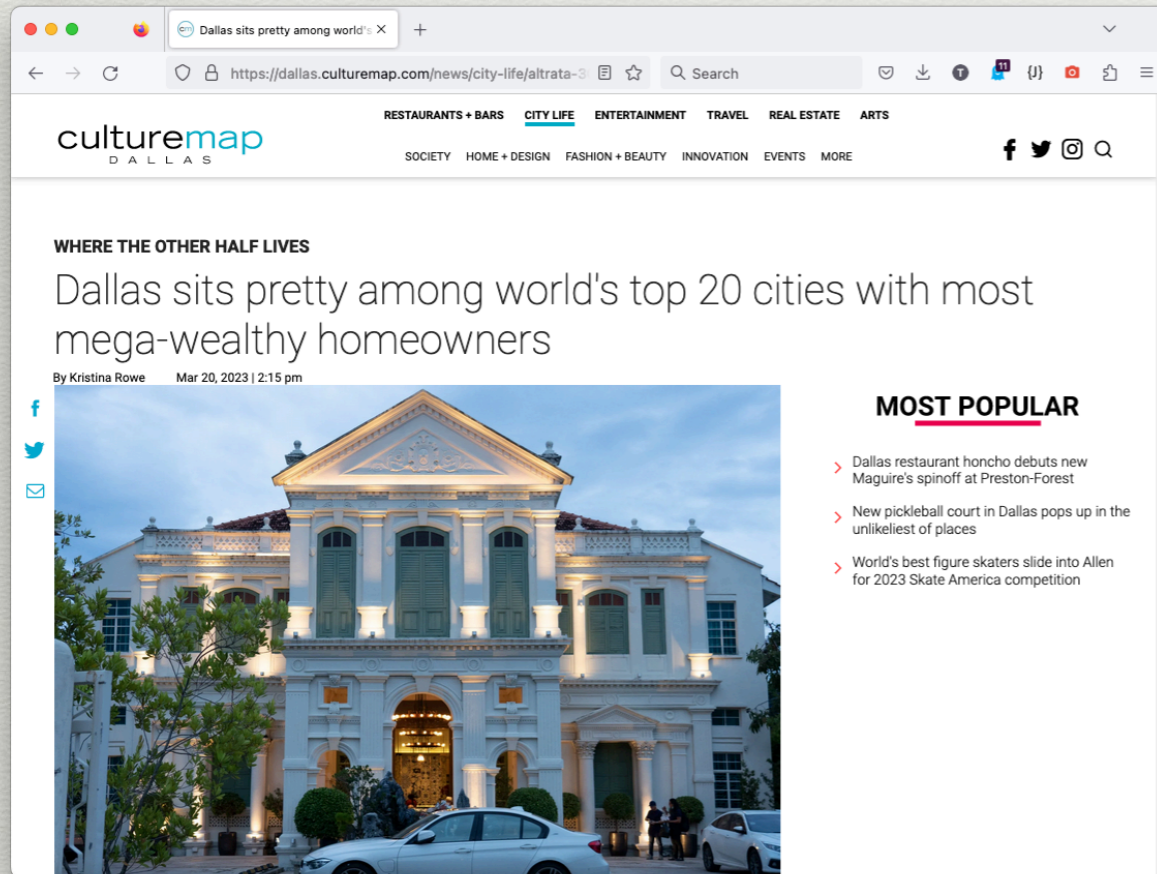 cm Dallas sits pretty among world's
https://dallas.culturemap.com/news/city-life/altrata-3
Search
T
11
{J}
culturemap
DALLAS
RESTAURANTS + BARS CITY LIFE ENTERTAINMENT TRAVEL REAL ESTATE ARTS
SOCIETY HOME + DESIGN FASHION + BEAUTY INNOVATION EVENTS MORE
WHERE THE OTHER HALF LIVES
Dallas sits pretty among world's top 20 cities with most
mega-wealthy homeowners
By Kristina Rowe Mar 20, 2023 | 2:15 pm
MOST POPULAR
Dallas restaurant honcho debuts new
Maguire's spinoff at Preston-Forest
New pickleball court in Dallas pops up in the
unlikeliest of places
World's best figure skaters slide into Allen
for 2023 Skate America competition